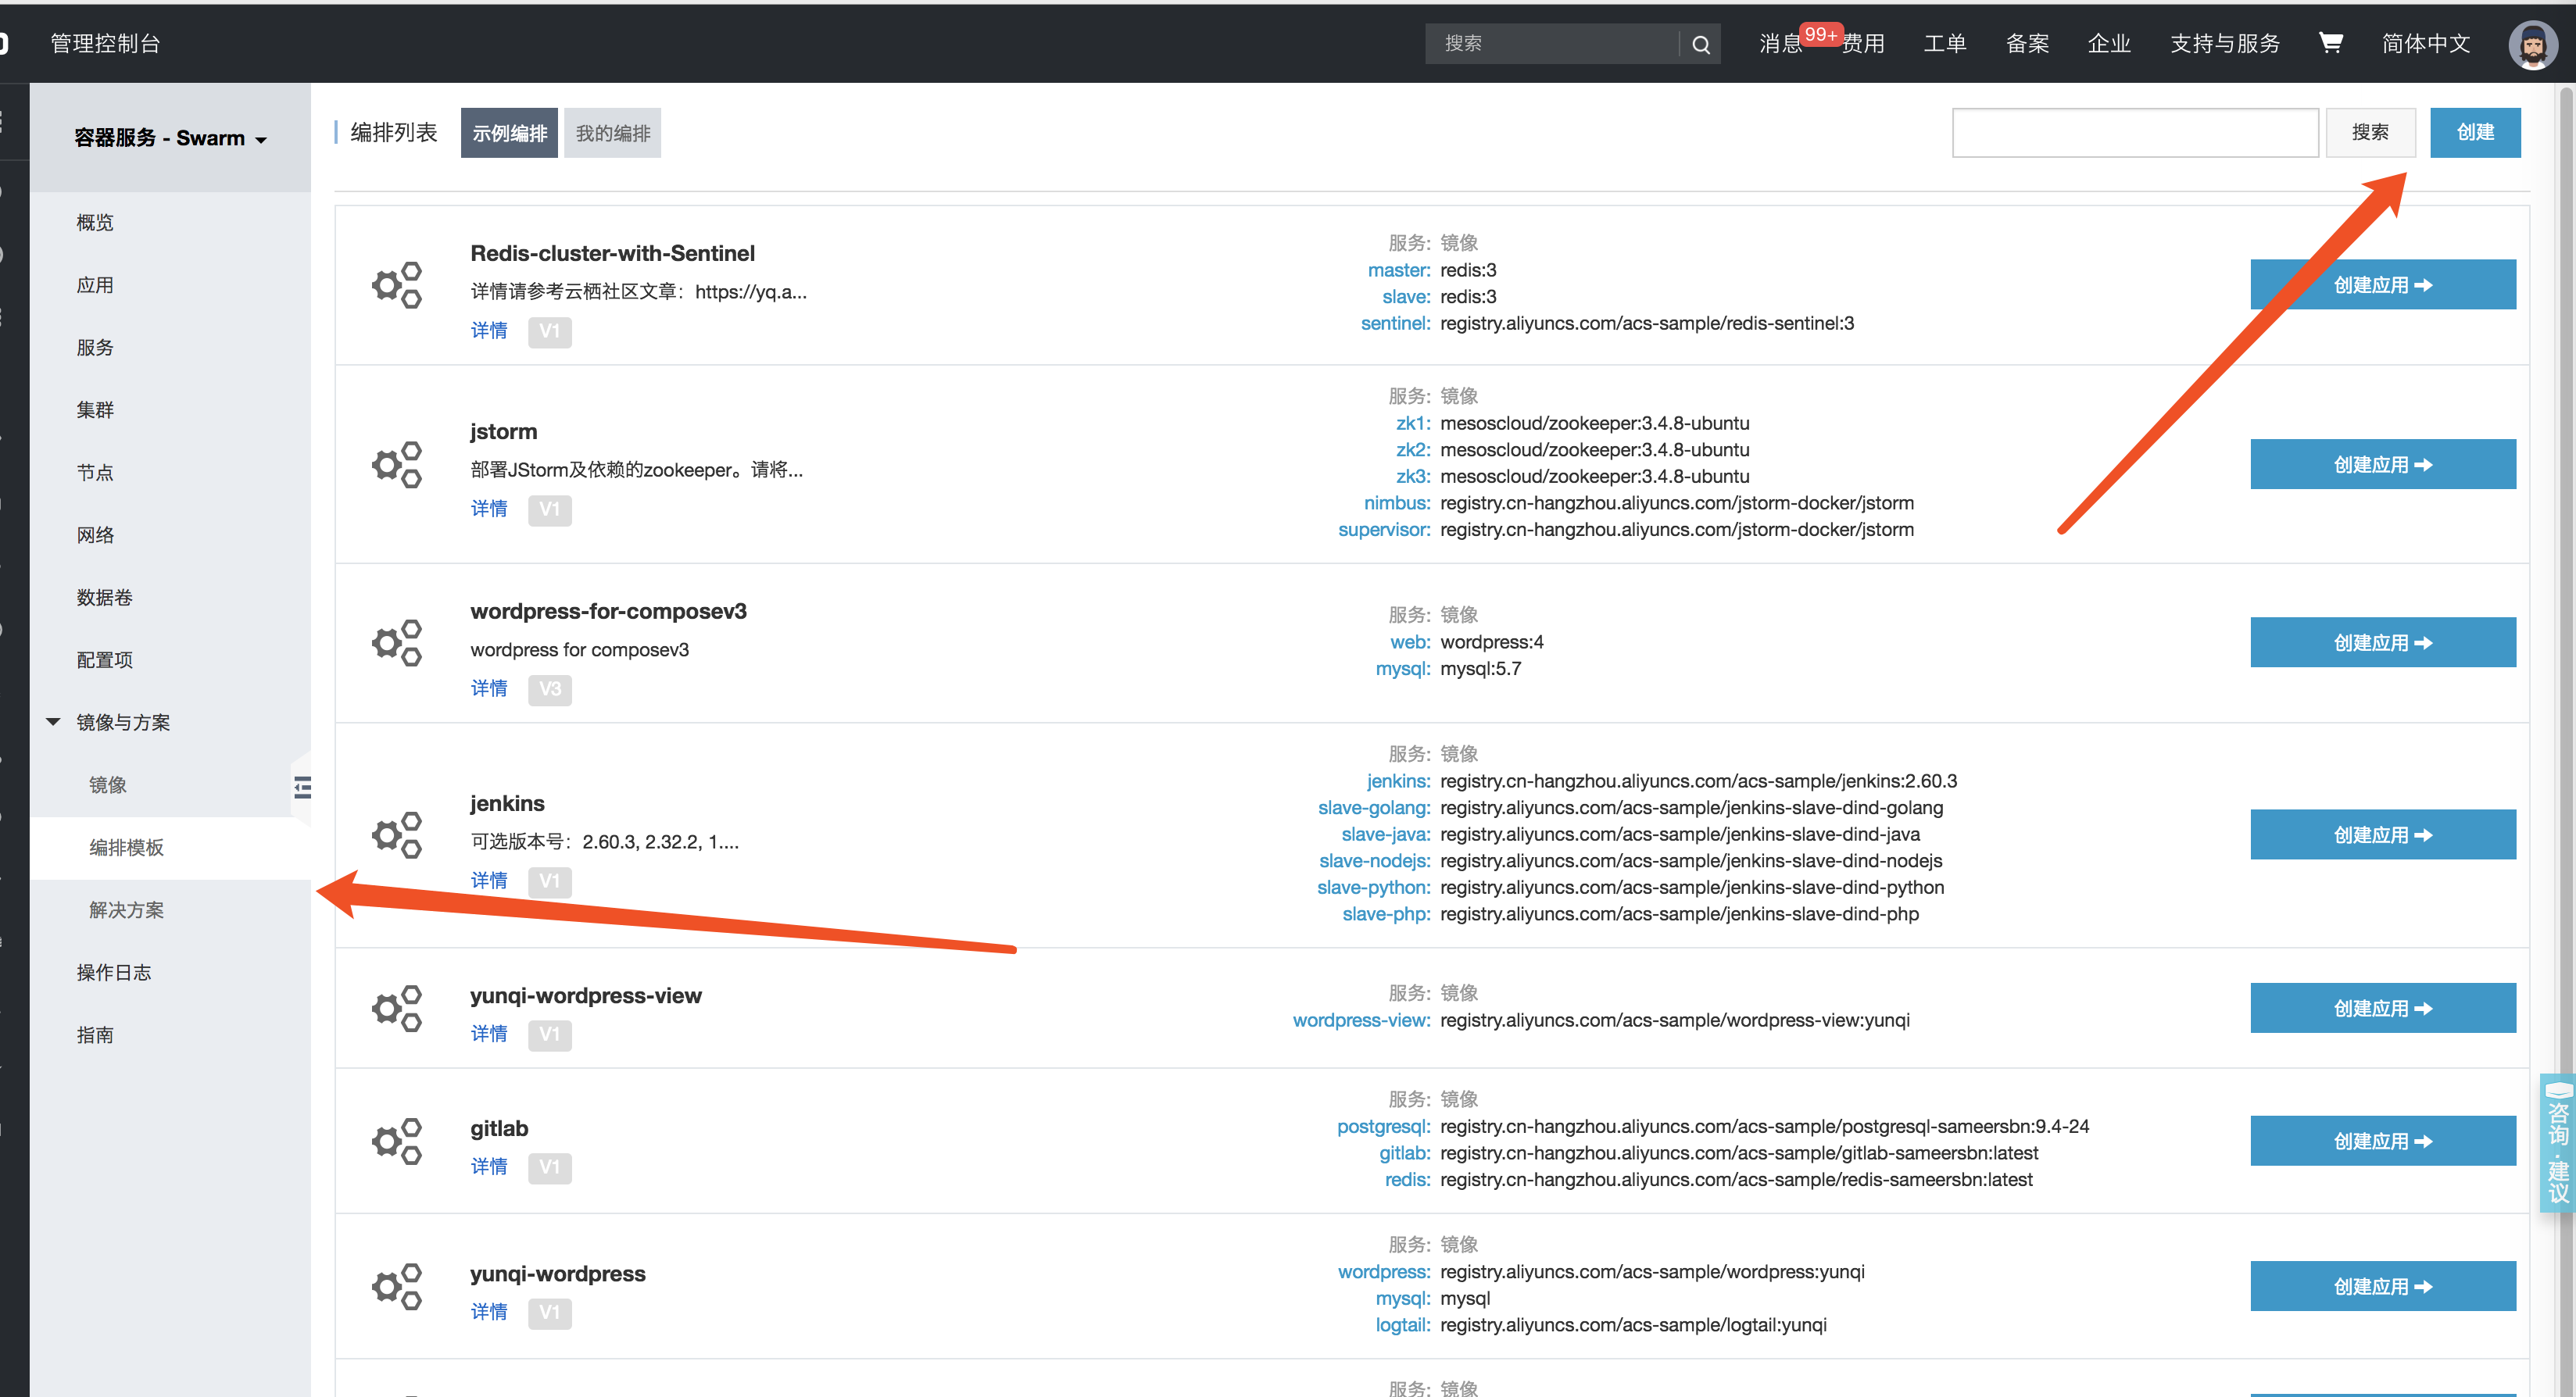 管理控制台
搜索
消息 99+ 费用 工单 备案 企业 支持与服务 简体中文
容器服务 - Swarm
概览
应用
服务
集群
节点
网络
数据卷
配置项
镜像与方案
镜像
编排模板
解决方案
操作日志
指南
编排列表 示例编排 我的编排
搜索 创建
Redis-cluster-with-Sentinel
详情请参考云栖社区文章：https://yq.a...
详情 V1
服务: 镜像
master: redis:3
slave: redis:3
sentinel: registry.aliyuncs.com/acs-sample/redis-sentinel:3
创建应用
jstorm
部署JStorm及依赖的zookeeper。请将...
详情 V1
服务: 镜像
zk1: mesoscloud/zookeeper:3.4.8-ubuntu
zk2: mesoscloud/zookeeper:3.4.8-ubuntu
zk3: mesoscloud/zookeeper:3.4.8-ubuntu
nimbus: registry.cn-hangzhou.aliyuncs.com/jstorm-docker/jstorm
supervisor: registry.cn-hangzhou.aliyuncs.com/jstorm-docker/jstorm
创建应用
wordpress-for-composev3
wordpress for composev3
详情 V3
服务: 镜像
web: wordpress:4
mysql: mysql:5.7
创建应用
jenkins
可选版本号：2.60.3, 2.32.2, 1....
详情 V1
服务: 镜像
jenkins: registry.cn-hangzhou.aliyuncs.com/acs-sample/jenkins:2.60.3
slave-golang: registry.aliyuncs.com/acs-sample/jenkins-slave-dind-golang
slave-java: registry.aliyuncs.com/acs-sample/jenkins-slave-dind-java
slave-nodejs: registry.aliyuncs.com/acs-sample/jenkins-slave-dind-nodejs
slave-python: registry.aliyuncs.com/acs-sample/jenkins-slave-dind-python
slave-php: registry.aliyuncs.com/acs-sample/jenkins-slave-dind-php
创建应用
yunqi-wordpress-view
详情 V1
服务: 镜像
wordpress-view: registry.aliyuncs.com/acs-sample/wordpress-view:yunqi
创建应用
gitlab
详情 V1
服务: 镜像
postgresql: registry.cn-hangzhou.aliyuncs.com/acs-sample/postgresql-sameersbn:9.4-24
gitlab: registry.cn-hangzhou.aliyuncs.com/acs-sample/gitlab-sameersbn:latest
redis: registry.cn-hangzhou.aliyuncs.com/acs-sample/redis-sameersbn:latest
创建应用
yunqi-wordpress
详情 V1
服务: 镜像
wordpress: registry.aliyuncs.com/acs-sample/wordpress:yunqi
mysql: mysql
logtail: registry.aliyuncs.com/acs-sample/logtail:yunqi
创建应用
服务: 镜像
咨询·建议